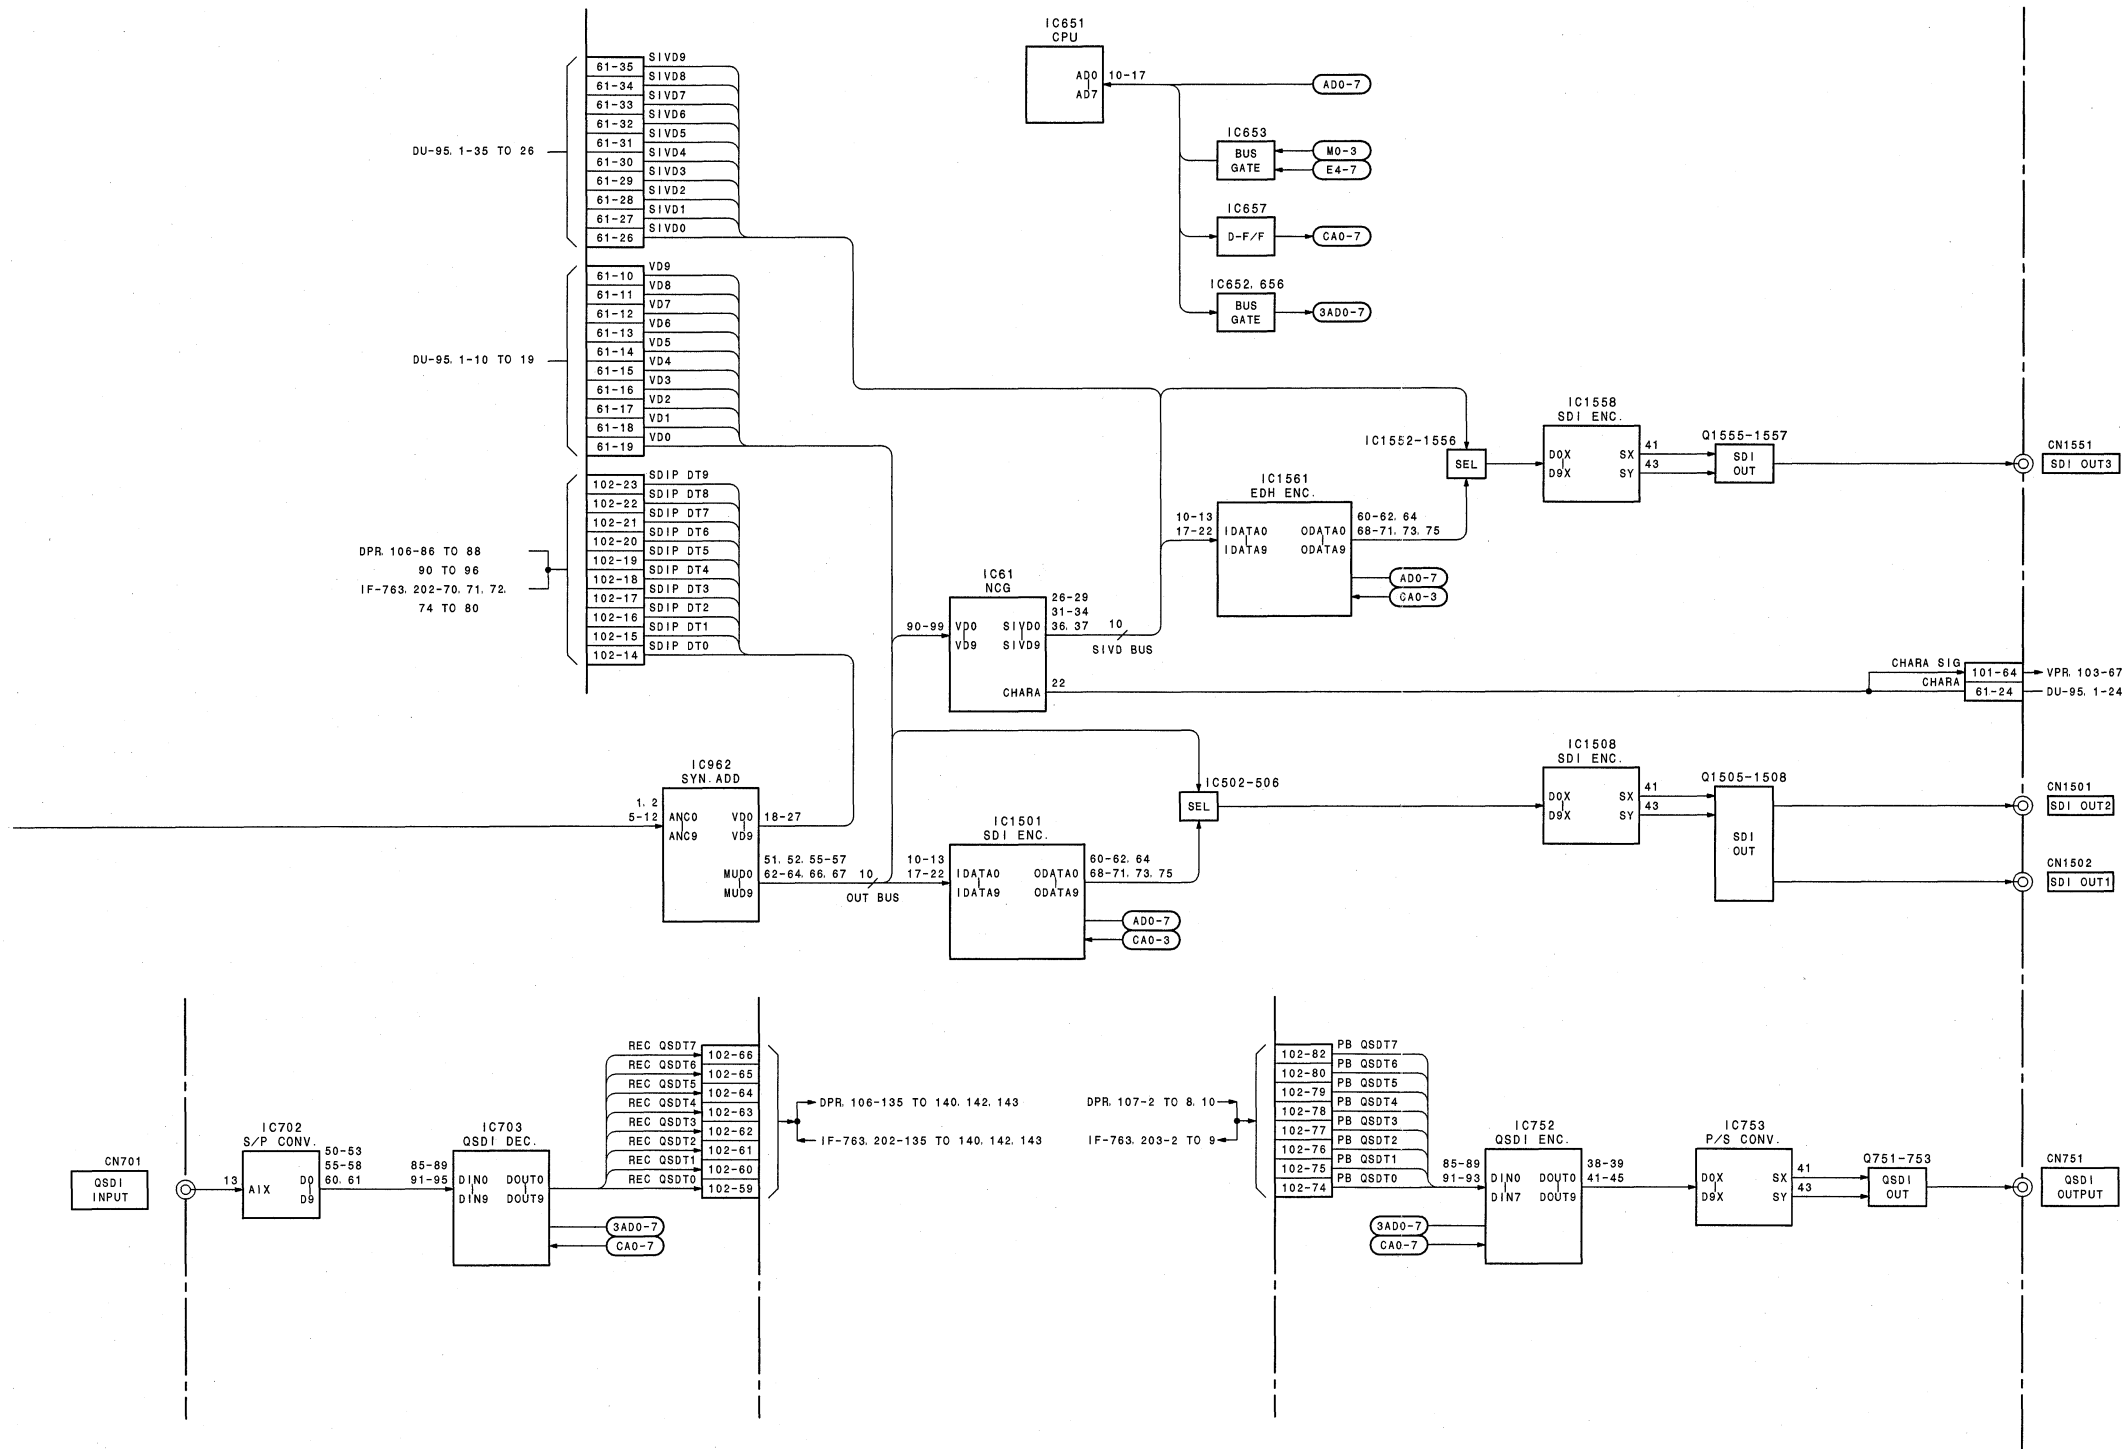 IC651
CPU
AD0
AD7
10-17
AD0-7
IC653
BUS
GATE
M0-3
E4-7
IC657
D-F/F
CA0-7
IC652, 656
BUS
GATE
3AD0-7
DU-95, 1-35 TO 26
61-35 SIVD9
61-34 SIVD8
61-33 SIVD7
61-32 SIVD6
61-31 SIVD5
61-30 SIVD4
61-29 SIVD3
61-28 SIVD2
61-27 SIVD1
61-26 SIVD0
DU-95, 1-10 TO 19
61-10 VD9
61-11 VD8
61-12 VD7
61-13 VD6
61-14 VD5
61-15 VD4
61-16 VD3
61-17 VD2
61-18 VD1
61-19 VD0
DPR, 106-86 TO 88
90 TO 96
IF-763, 202-70, 71, 72,
74 TO 80
102-23 SDIP DT9
102-22 SDIP DT8
102-21 SDIP DT7
102-20 SDIP DT6
102-19 SDIP DT5
102-18 SDIP DT4
102-17 SDIP DT3
102-16 SDIP DT2
102-15 SDIP DT1
102-14 SDIP DT0
IC1552-1556
SEL
IC1558
SDI ENC.
D0X
D9X
SX
SY
41
43
Q1555-1557
SDI
OUT
CN1551
SDI OUT3
IC1561
EDH ENC.
10-13
17-22
IDATA0
IDATA9
ODATA0
ODATA9
60-62, 64
68-71, 73, 75
AD0-7
CA0-3
IC61
NCG
90-99
VD0
VD9
SIVD0
SIVD9
CHARA
26-29
31-34
36, 37
10
SIVD BUS
22
CHARA SIG
CHARA
101-64
61-24
VPR, 103-67
DU-95, 1-24
IC962
SYN. ADD
1, 2
5-12
ANC0
ANC9
VD0
VD9
18-27
MUD0
MUD9
51, 52, 55-57
62-64, 66, 67
10
OUT BUS
IC1501
SDI ENC.
10-13
17-22
IDATA0
IDATA9
ODATA0
ODATA9
60-62, 64
68-71, 73, 75
AD0-7
CA0-3
IC502-506
SEL
IC1508
SDI ENC.
D0X
D9X
SX
SY
41
43
Q1505-1508
SDI
OUT
CN1501
SDI OUT2
CN1502
SDI OUT1
CN701
QSDI
INPUT
IC702
S/P CONV.
13
AIX
D0
D9
50-53
55-58
60, 61
IC703
QSDI DEC.
85-89
91-95
DIN0
DIN9
DOUT0
DOUT9
3AD0-7
CA0-7
REC QSDT7 102-66
REC QSDT6 102-65
REC QSDT5 102-64
REC QSDT4 102-63
REC QSDT3 102-62
REC QSDT2 102-61
REC QSDT1 102-60
REC QSDT0 102-59
DPR, 106-135 TO 140, 142, 143
IF-763, 202-135 TO 140, 142, 143
DPR, 107-2 TO 8, 10
IF-763, 203-2 TO 9
102-82 PB QSDT7
102-80 PB QSDT6
102-79 PB QSDT5
102-78 PB QSDT4
102-77 PB QSDT3
102-76 PB QSDT2
102-75 PB QSDT1
102-74 PB QSDT0
3AD0-7
CA0-7
IC752
QSDI ENC.
85-89
91-93
DIN0
DIN7
DOUT0
DOUT9
38-39
41-45
IC753
P/S CONV.
D0X
D9X
SX
SY
41
43
Q751-753
QSDI
OUT
CN751
QSDI
OUTPUT